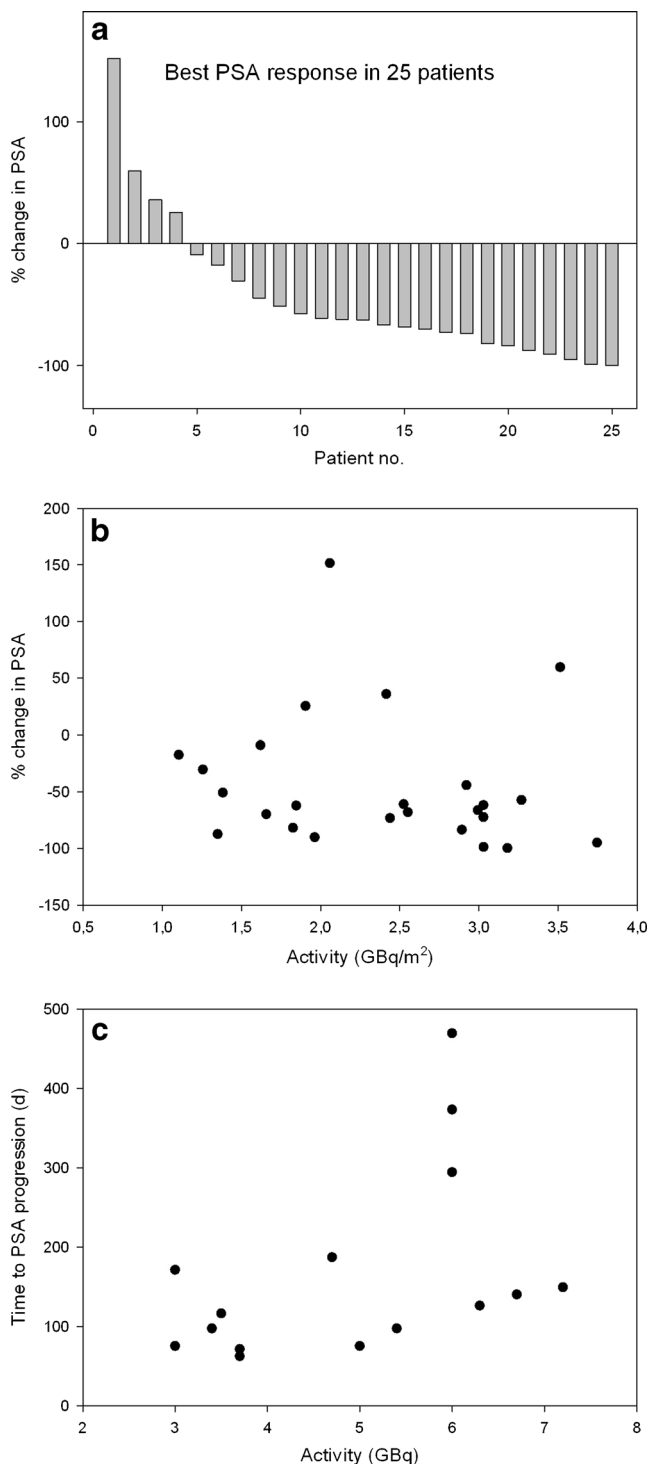 a
Best PSA response in 25 patients
% change in PSA
100
0
-100
0 5 10 15 20 25
Patient no.
b
% change in PSA
200
150
100
50
0
-50
-100
-150
0,5 1,0 1,5 2,0 2,5 3,0 3,5 4,0
Activity (GBq/m²)
c
Time to PSA progression (d)
500
400
300
200
100
0
2 3 4 5 6 7 8
Activity (GBq)